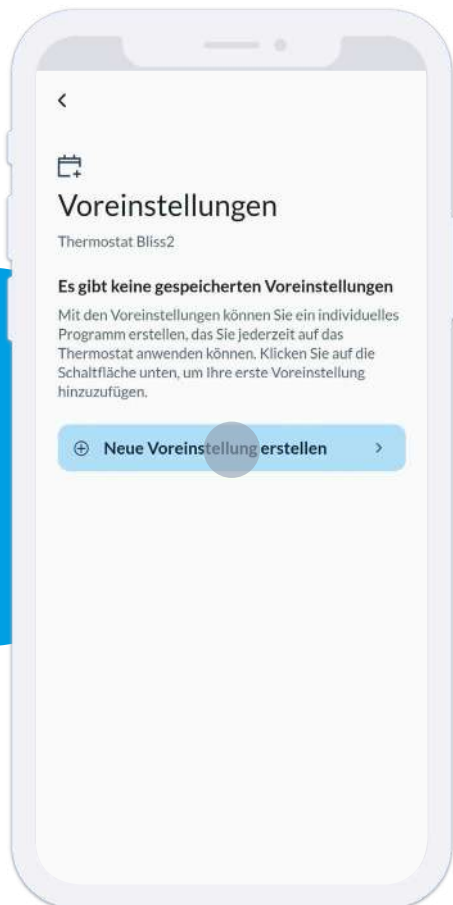 Voreinstellungen
Thermostat Bliss2
Es gibt keine gespeicherten Voreinstellungen
Mit den Voreinstellungen können Sie ein individuelles
Programm erstellen, das Sie jederzeit auf das
Thermostat anwenden können. Klicken Sie auf die
Schaltfläche unten, um Ihre erste Voreinstellung
hinzuzufügen.
Neue Voreinstellung erstellen